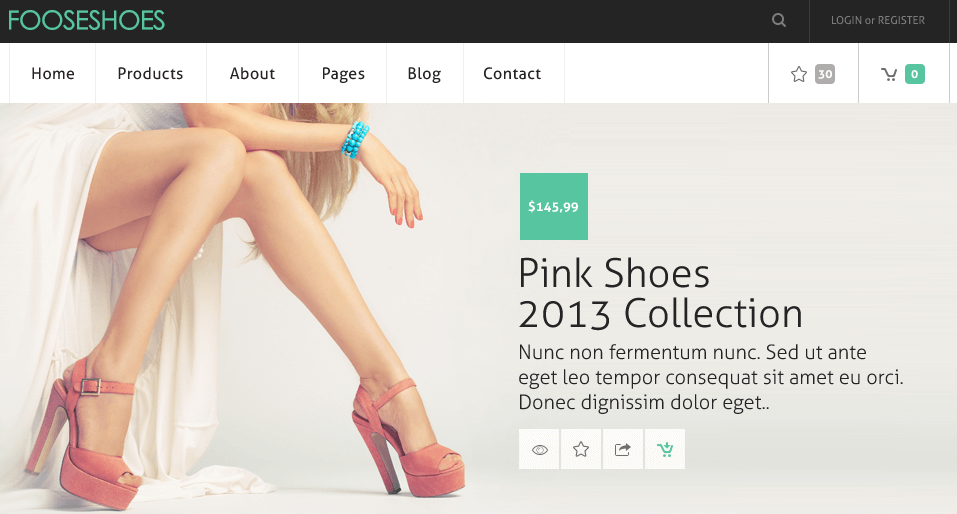 FOOSESHOES
LOGIN or REGISTER
Home Products About Pages Blog Contact 30 0
$145,99
Pink Shoes
2013 Collection
Nunc non fermentum nunc. Sed ut ante
eget leo tempor consequat sit amet eu orci.
Donec dignissim dolor eget..